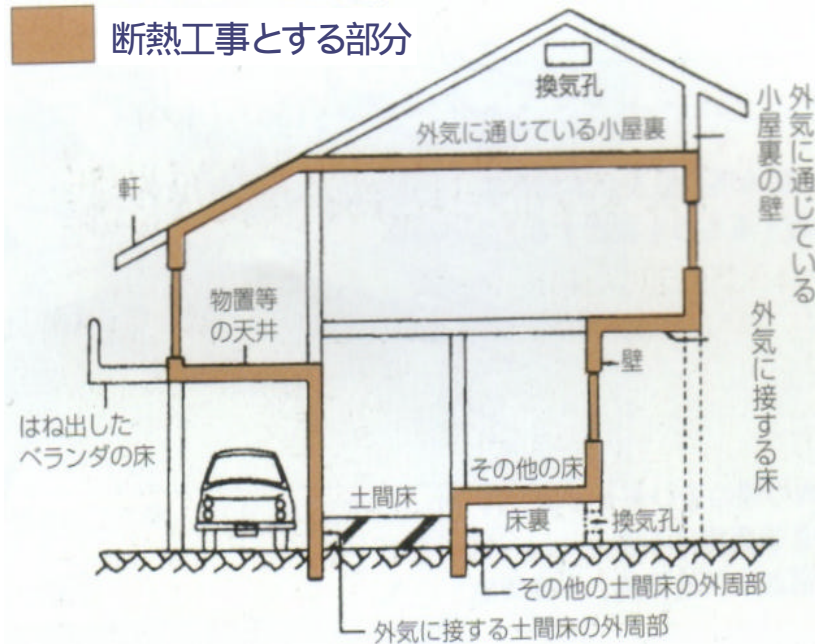 断熱工事とする部分
換気孔
外気に通じている小屋裏
外気に通じている
小屋裏の壁
軒
物置等
の天井
壁
外気に接する床
はね出した
ベランダの床
その他の床
土間床
床裏
換気孔
その他の土間床の外周部
外気に接する土間床の外周部